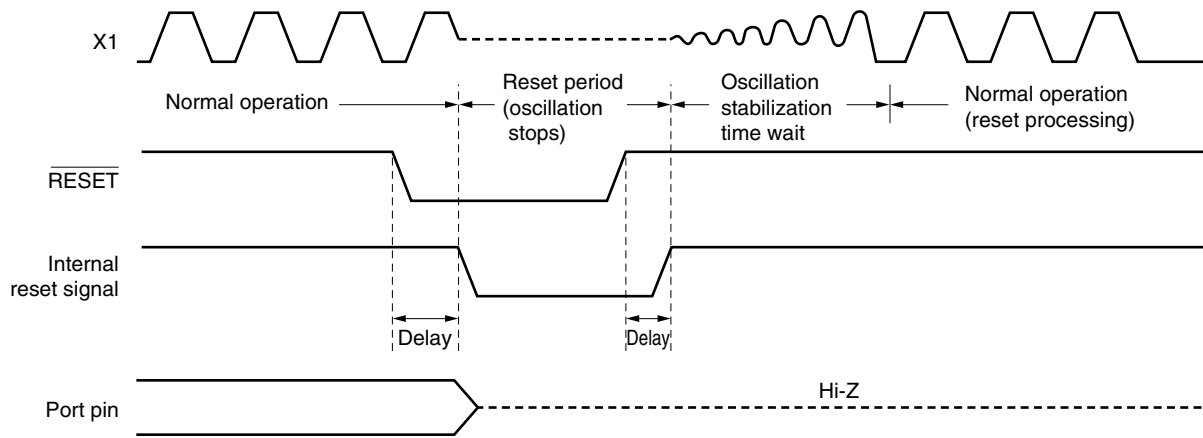 X1
Normal operation
Reset period
(oscillation
stops)
Oscillation
stabilization
time wait
Normal operation
(reset processing)
RESET
Internal
reset signal
Delay
Delay
Port pin
Hi-Z